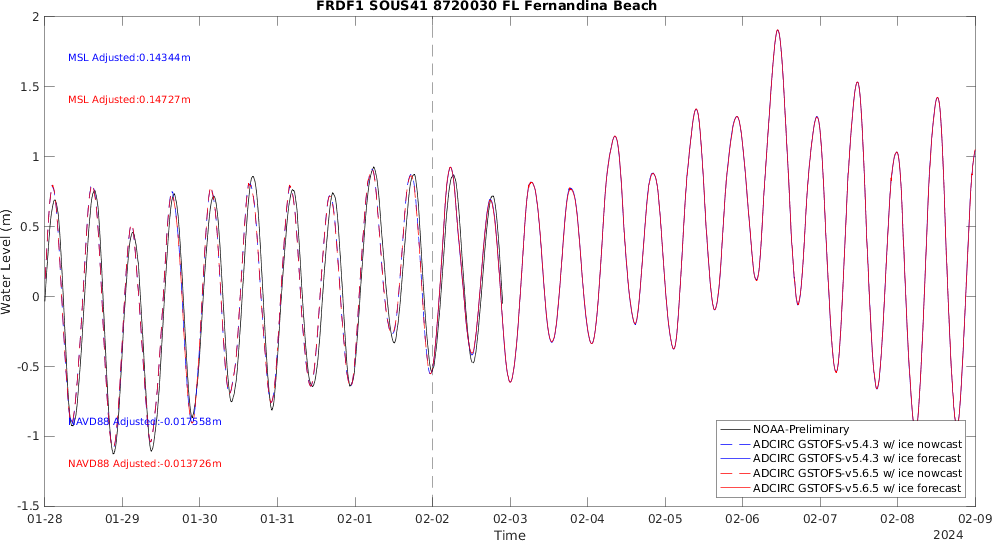 FRDF1 SOUS41 8720030 FL Fernandina Beach
2
1.5
1
0.5
0
-0.5
-1
-1.5
Water Level (m)
MSL Adjusted:0.14344m
MSL Adjusted:0.14727m
NAVD88 Adjusted:-0.017558m
NAVD88 Adjusted:-0.013726m
NOAA-Preliminary
ADCIRC GSTOFS-v5.4.3 w/ ice nowcast
ADCIRC GSTOFS-v5.4.3 w/ ice forecast
ADCIRC GSTOFS-v5.6.5 w/ ice nowcast
ADCIRC GSTOFS-v5.6.5 w/ ice forecast
01-28 01-29 01-30 01-31 02-01 02-02 02-03 02-04 02-05 02-06 02-07 02-08 02-09
Time
2024